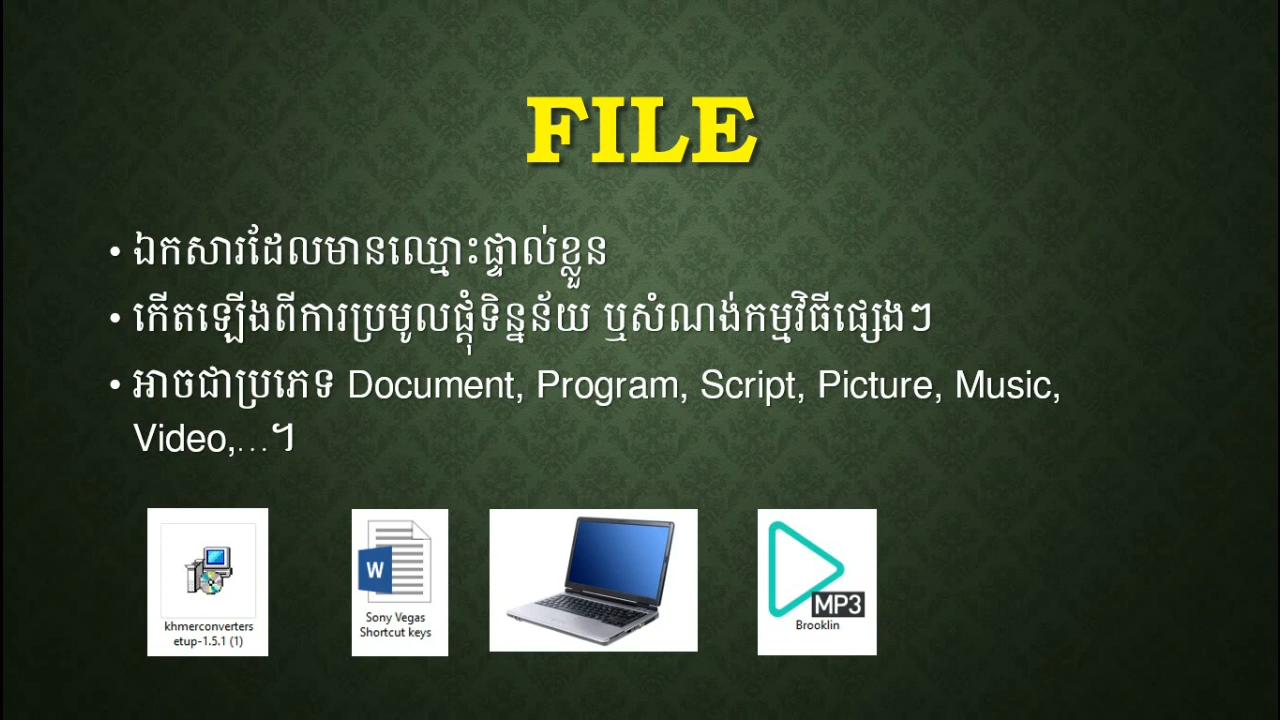 FILE
• ឯកសារដែលមានឈ្មោះផ្ទាល់ខ្លួន
• កើតឡើងពីការប្រមូលផ្ដុំទិន្នន័យ ឬសំណង់កម្មវិធីផ្សេងៗ
• អាចជាប្រភេទ Document, Program, Script, Picture, Music,
Video,...។
khmerconverters
etup-1.5.1 (1)
W
Sony Vegas
Shortcut keys
MP3
Brooklin